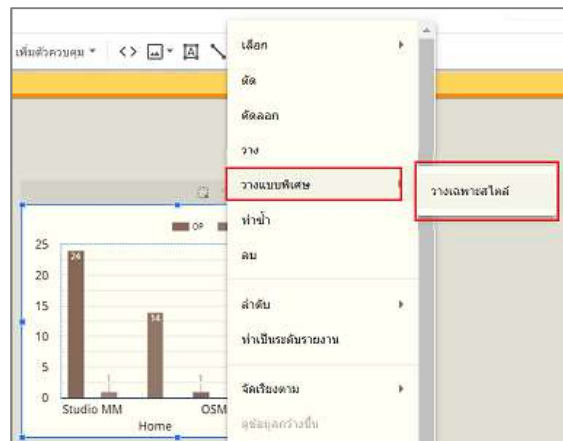 เพิ่มตัวควบคุม
เลือก
ตัด
คัดลอก
วาง
วางแบบพิเศษ
วางเฉพาะสไตล์
ทำซ้ำ
ลบ
ลำดับ
ทำเป็นระดับรายงาน
จัดเรียงตาม
OP
25
20
15
10
5
0
24
1
14
1
Studio MM
OSM
Home